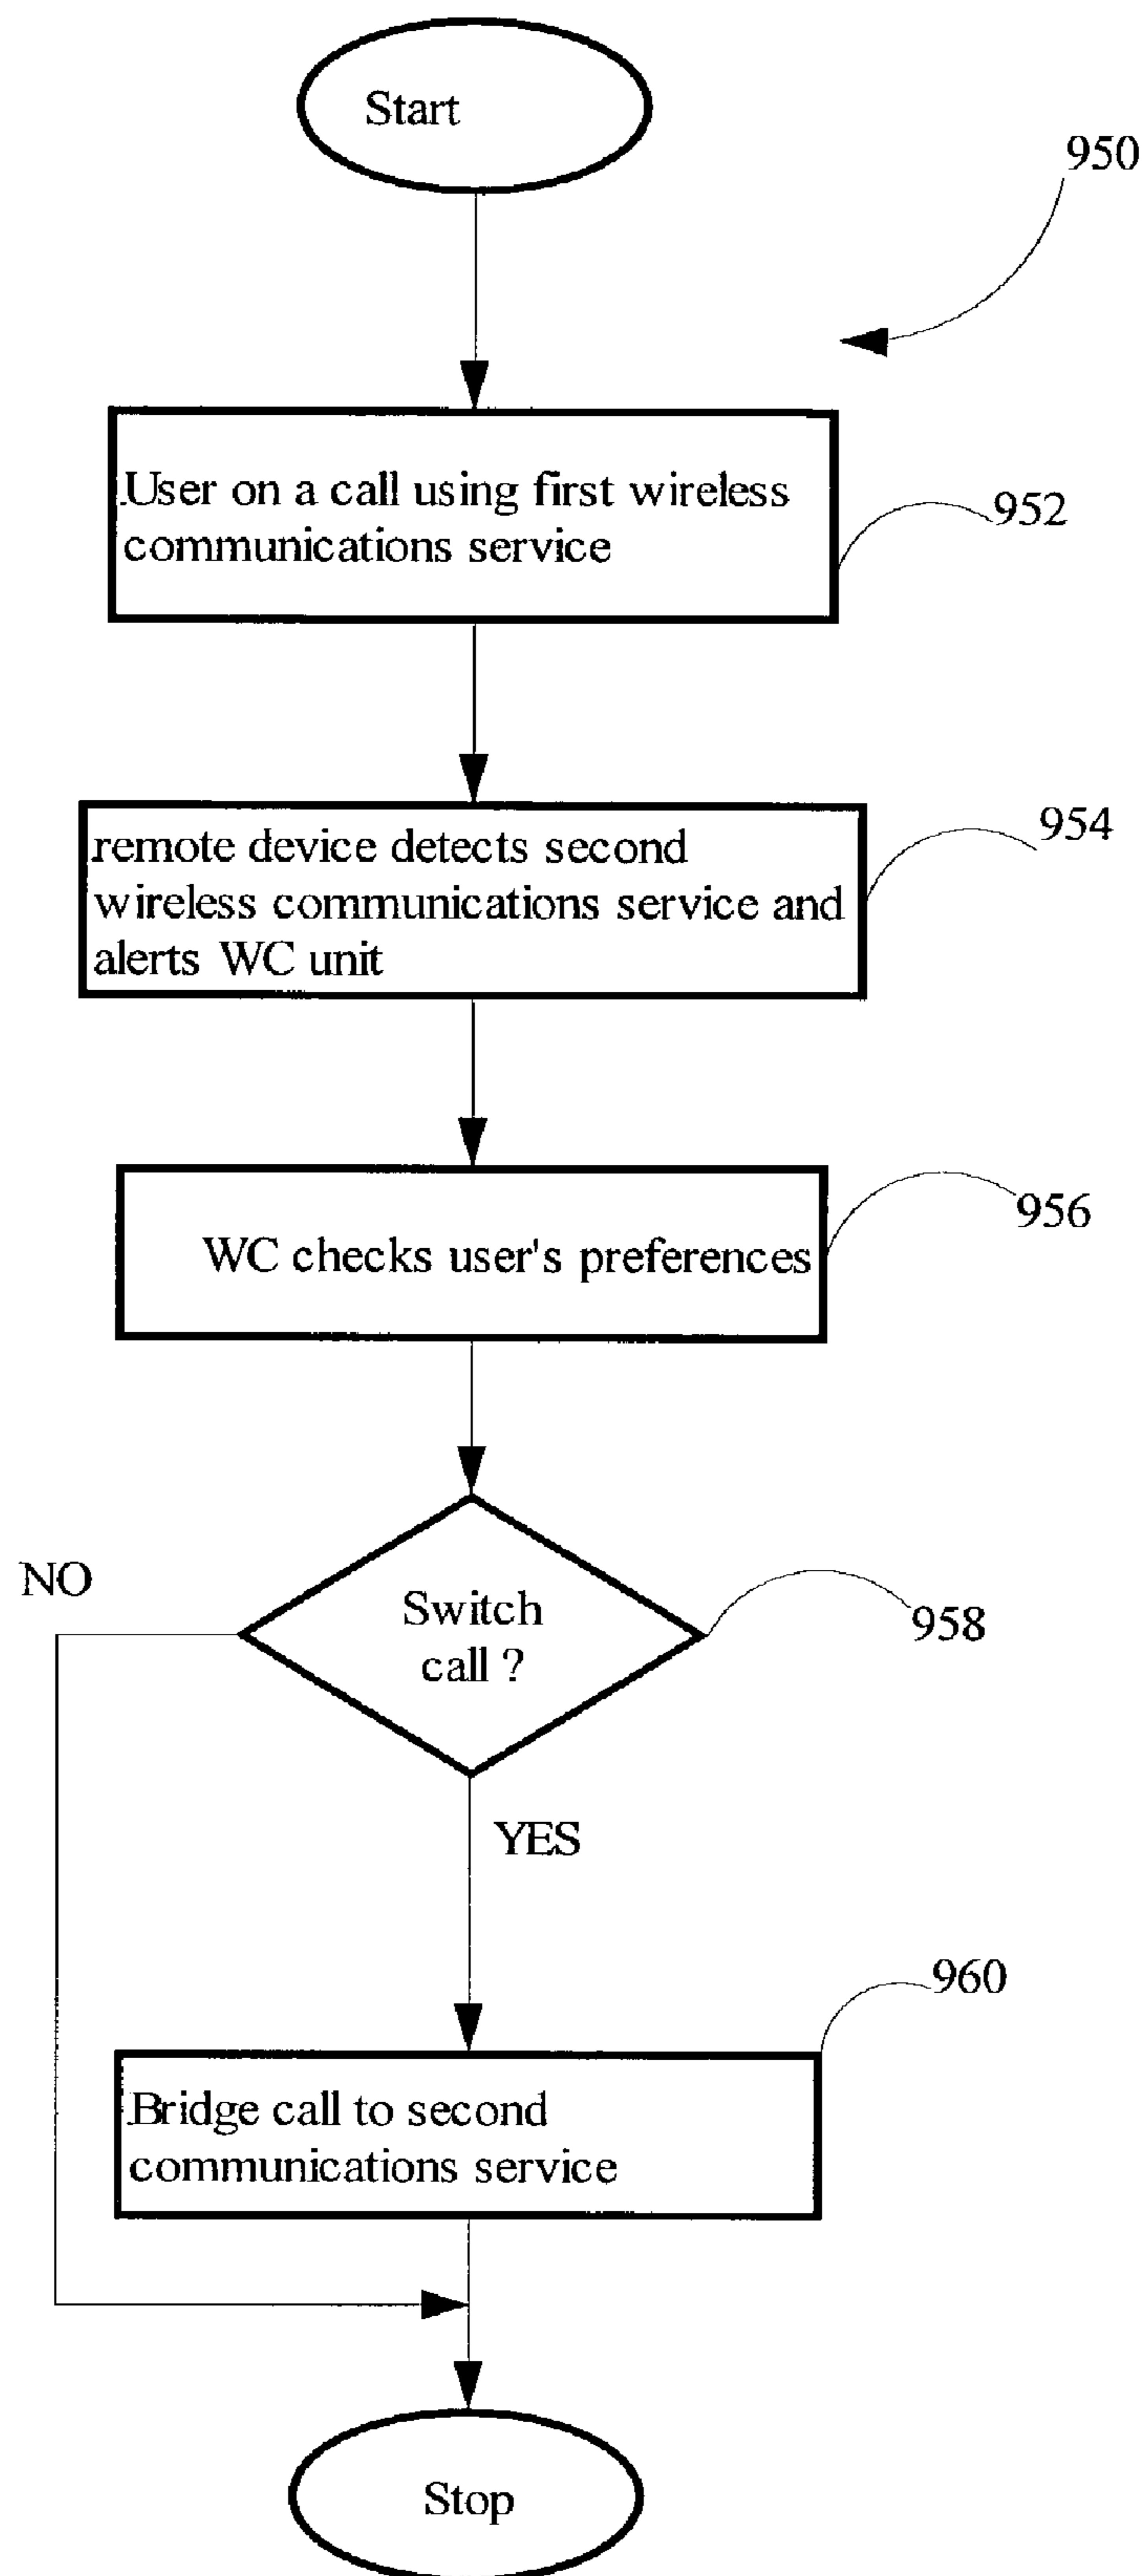 Start
950
User on a call using first wireless
communications service
952
remote device detects second
wireless communications service and
alerts WC unit
954
WC checks user's preferences
956
NO
Switch
call ?
958
YES
960
Bridge call to second
communications service
Stop